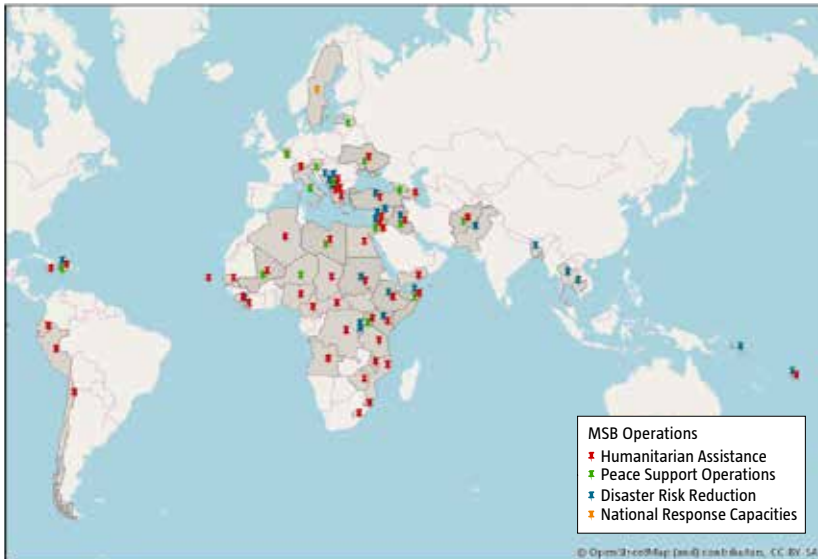 MSB Operations
Humanitarian Assistance
Peace Support Operations
Disaster Risk Reduction
National Response Capacities
© OpenStreetMap (and) contributors, CC-BY-SA